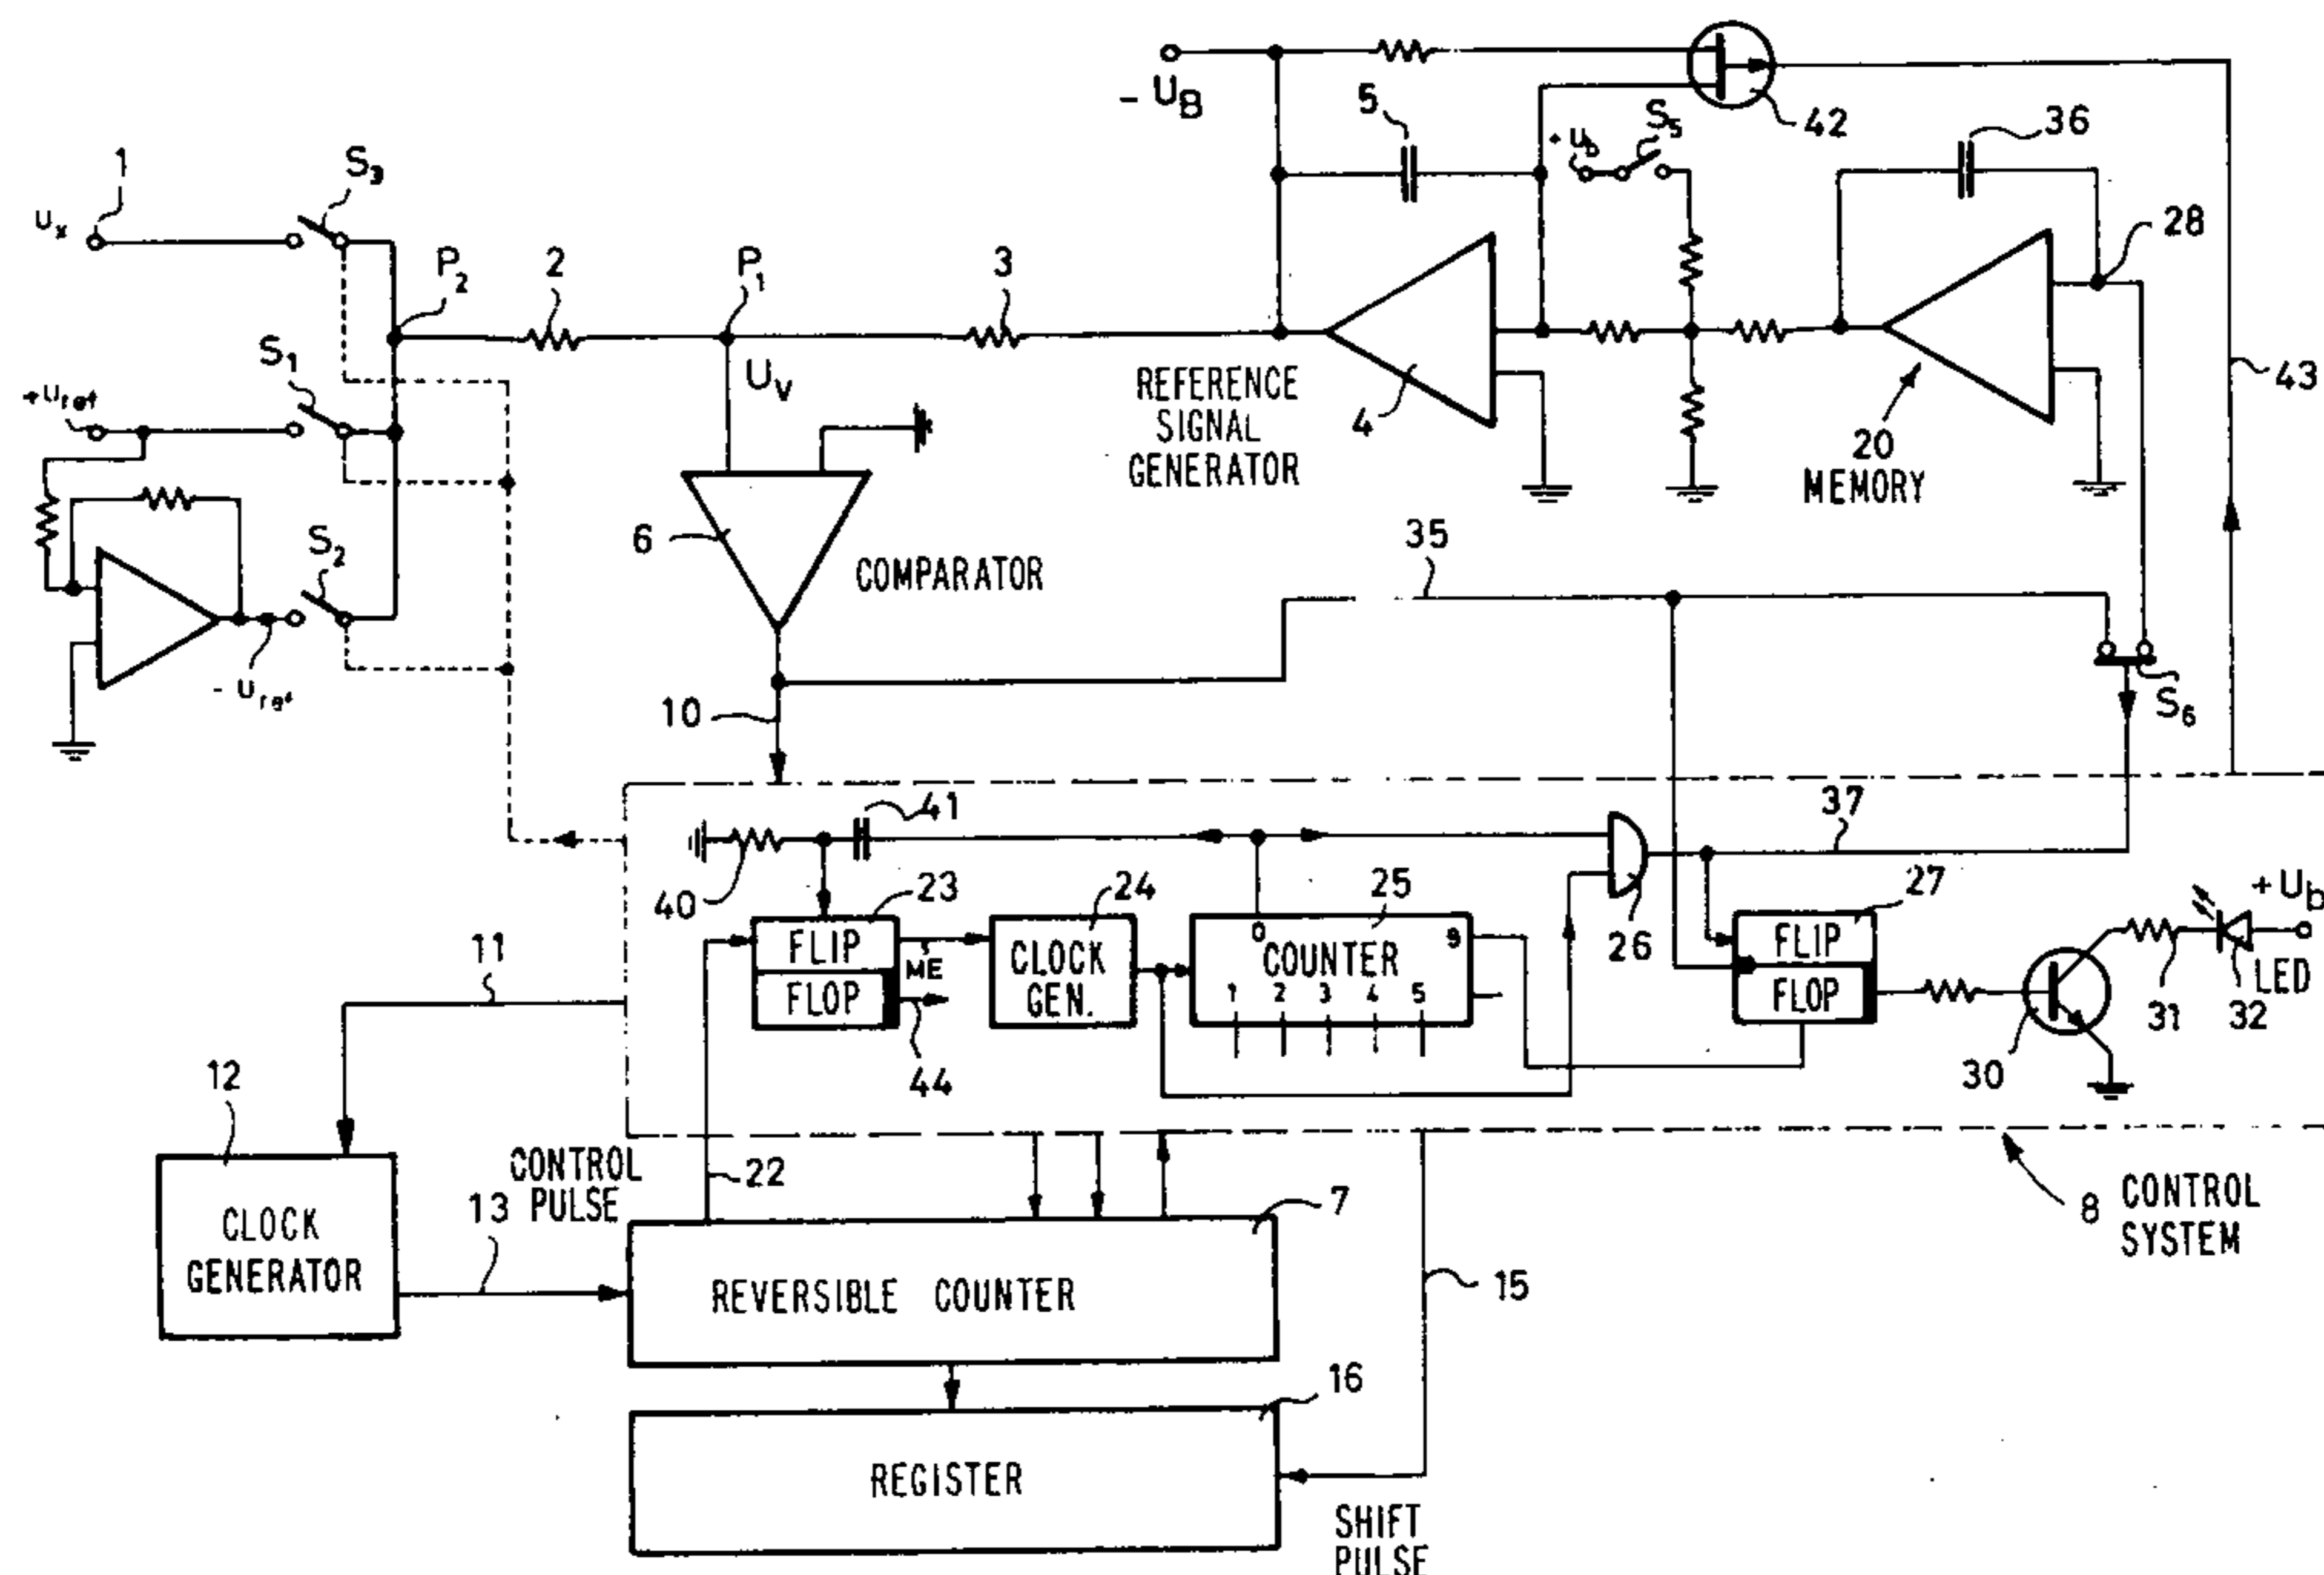 - U_B
5
+ U_b
S_5
42
36
1
S_3
u_x
P_2
2
P_1
3
28
S_1
U_V
+u_ref
REFERENCE
SIGNAL
GENERATOR
4
20
MEMORY
43
S_2
6
COMPARATOR
35
- u_ref
10
S_6
41
37
40
23
24
25
26
27
+U_b
FLIP
ME
FLOP
CLOCK
GEN.
0
9
COUNTER
1 2 3 4 5
FLIP
FLOP
LED
11
44
30
31
32
12
CONTROL
PULSE
22
8 CONTROL
SYSTEM
13
7
CLOCK
GENERATOR
REVERSIBLE COUNTER
15
16
REGISTER
SHIFT
PULSE